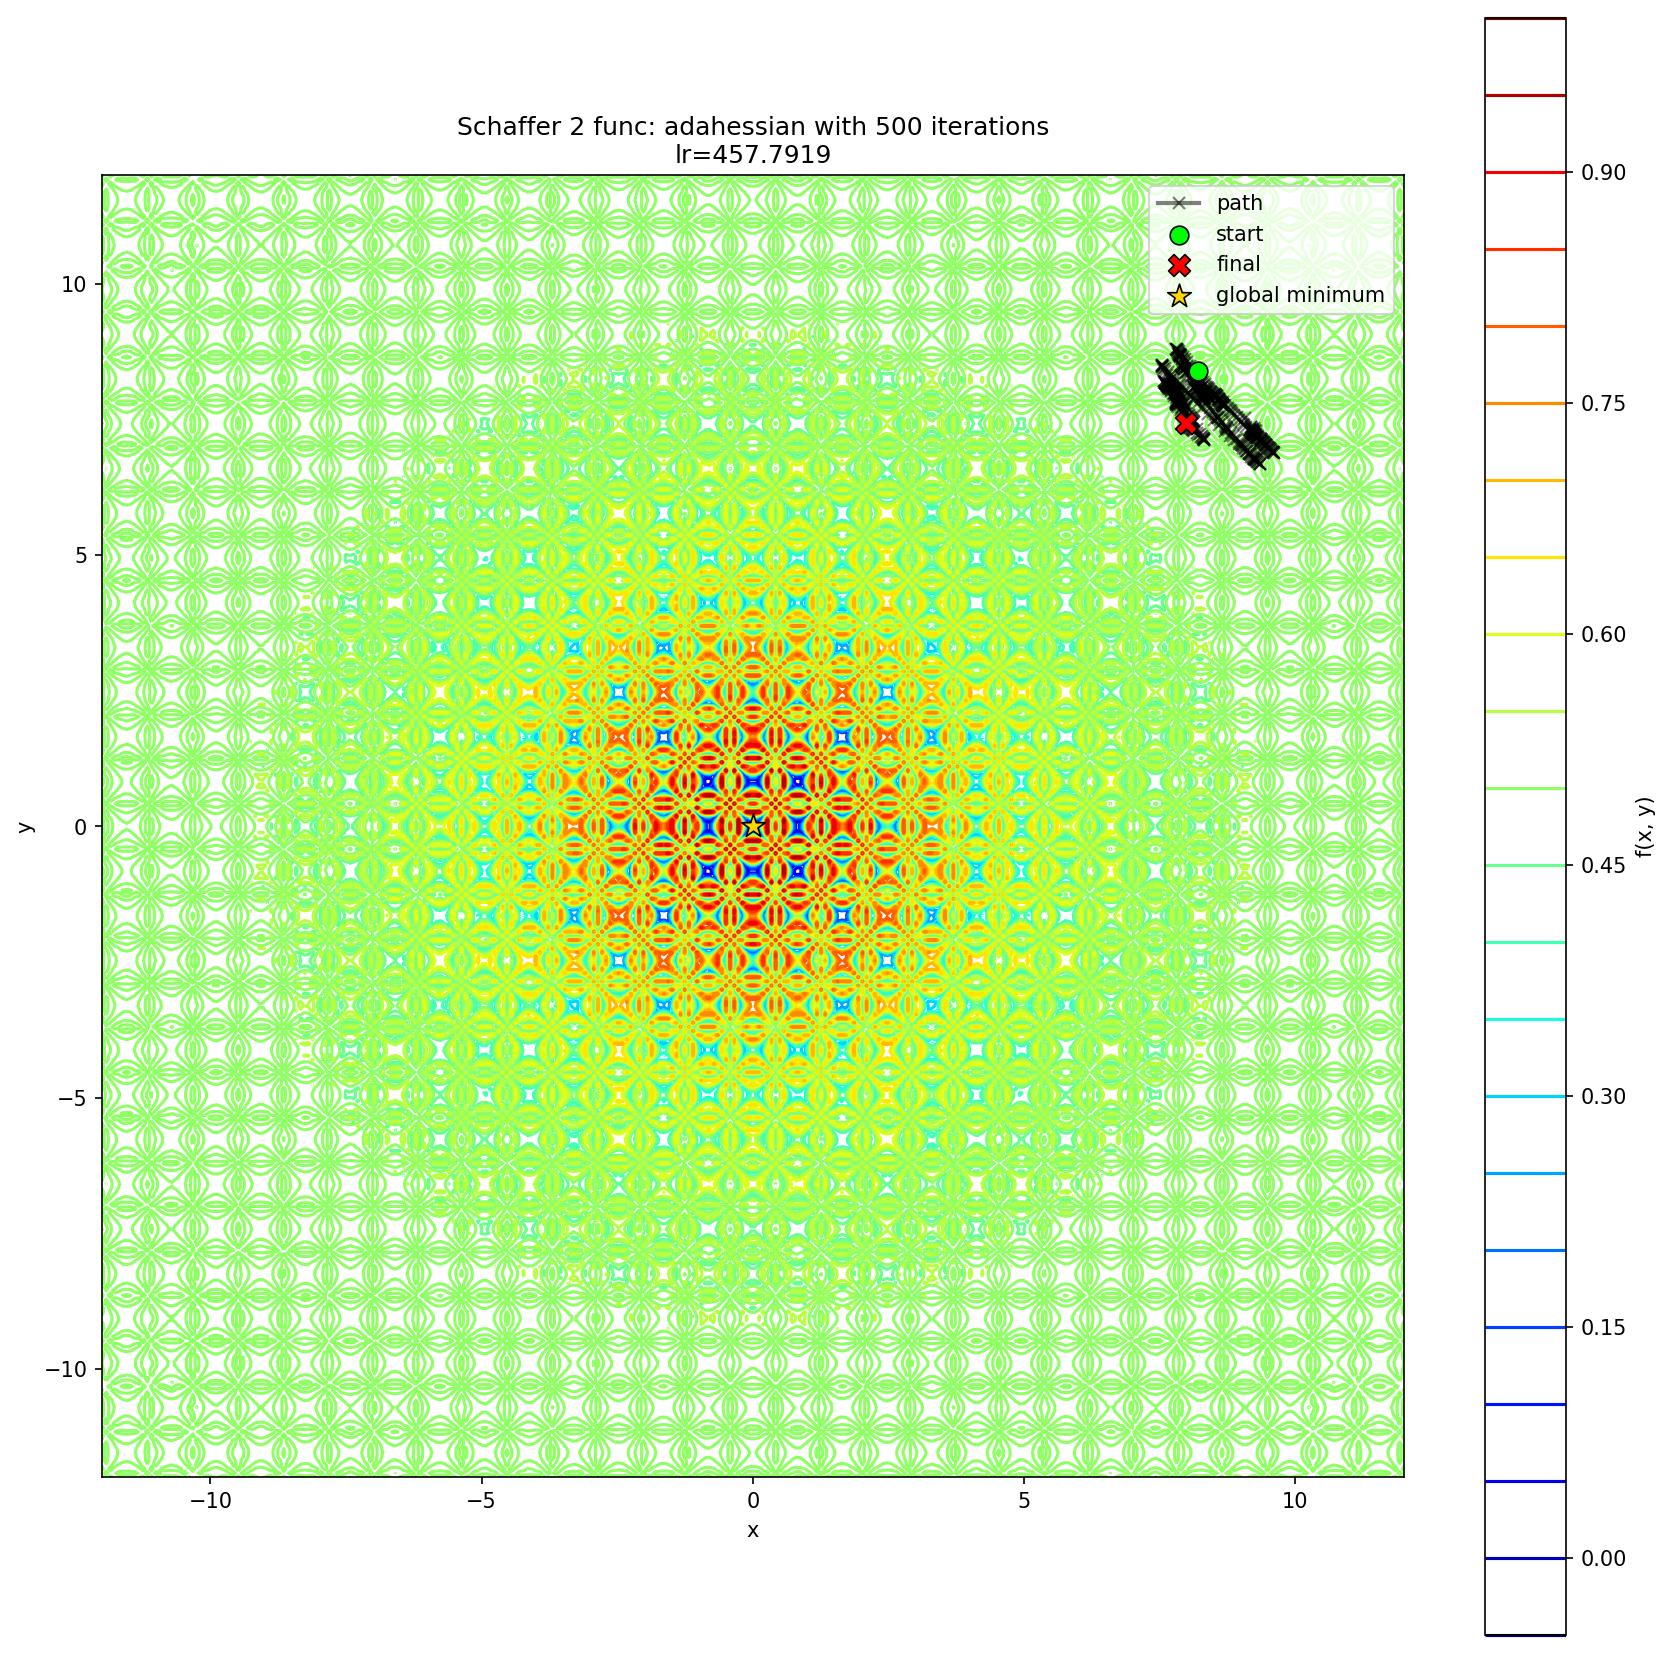 Schaffer 2 func: adahessian with 500 iterations
lr=457.7919
path
start
final
global minimum
10
5
0
−5
−10
y
−10
−5
0
5
10
x
0.90
0.75
0.60
0.45
0.30
0.15
0.00
f(x, y)